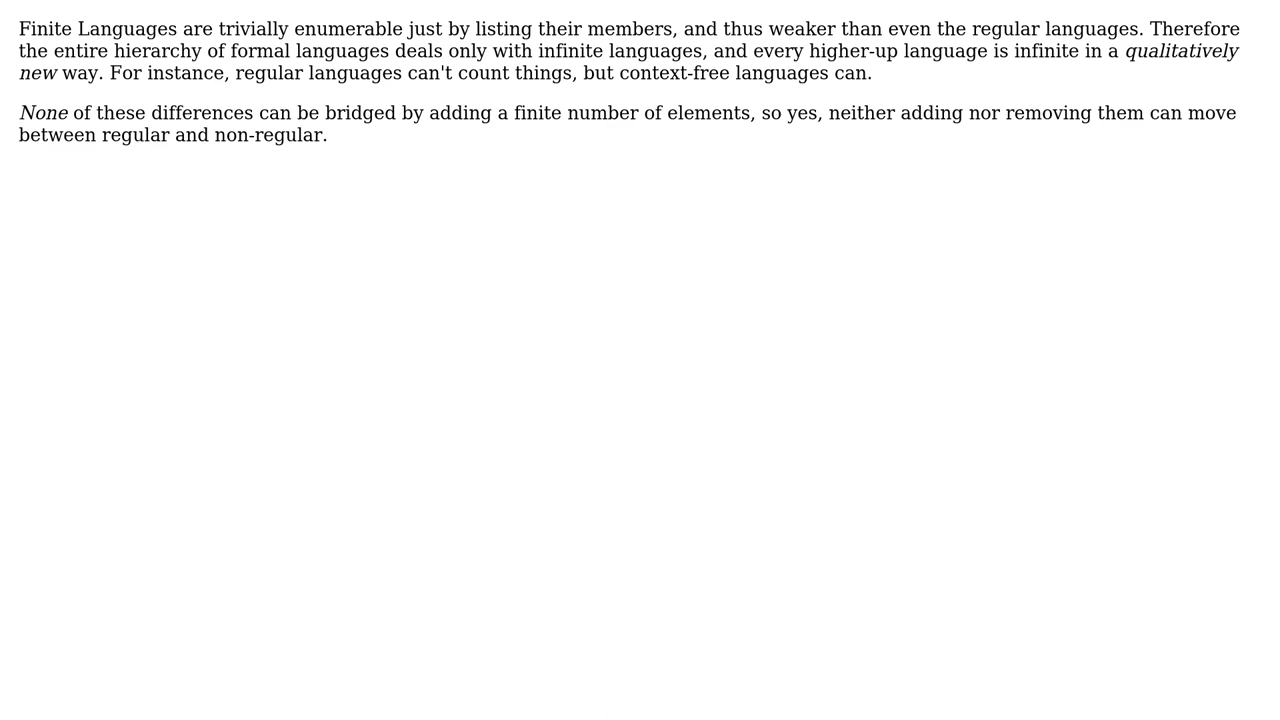 Finite Languages are trivially enumerable just by listing their members, and thus weaker than even the regular languages. Therefore
the entire hierarchy of formal languages deals only with infinite languages, and every higher-up language is infinite in a qualitatively
new way. For instance, regular languages can't count things, but context-free languages can.
None of these differences can be bridged by adding a finite number of elements, so yes, neither adding nor removing them can move
between regular and non-regular.